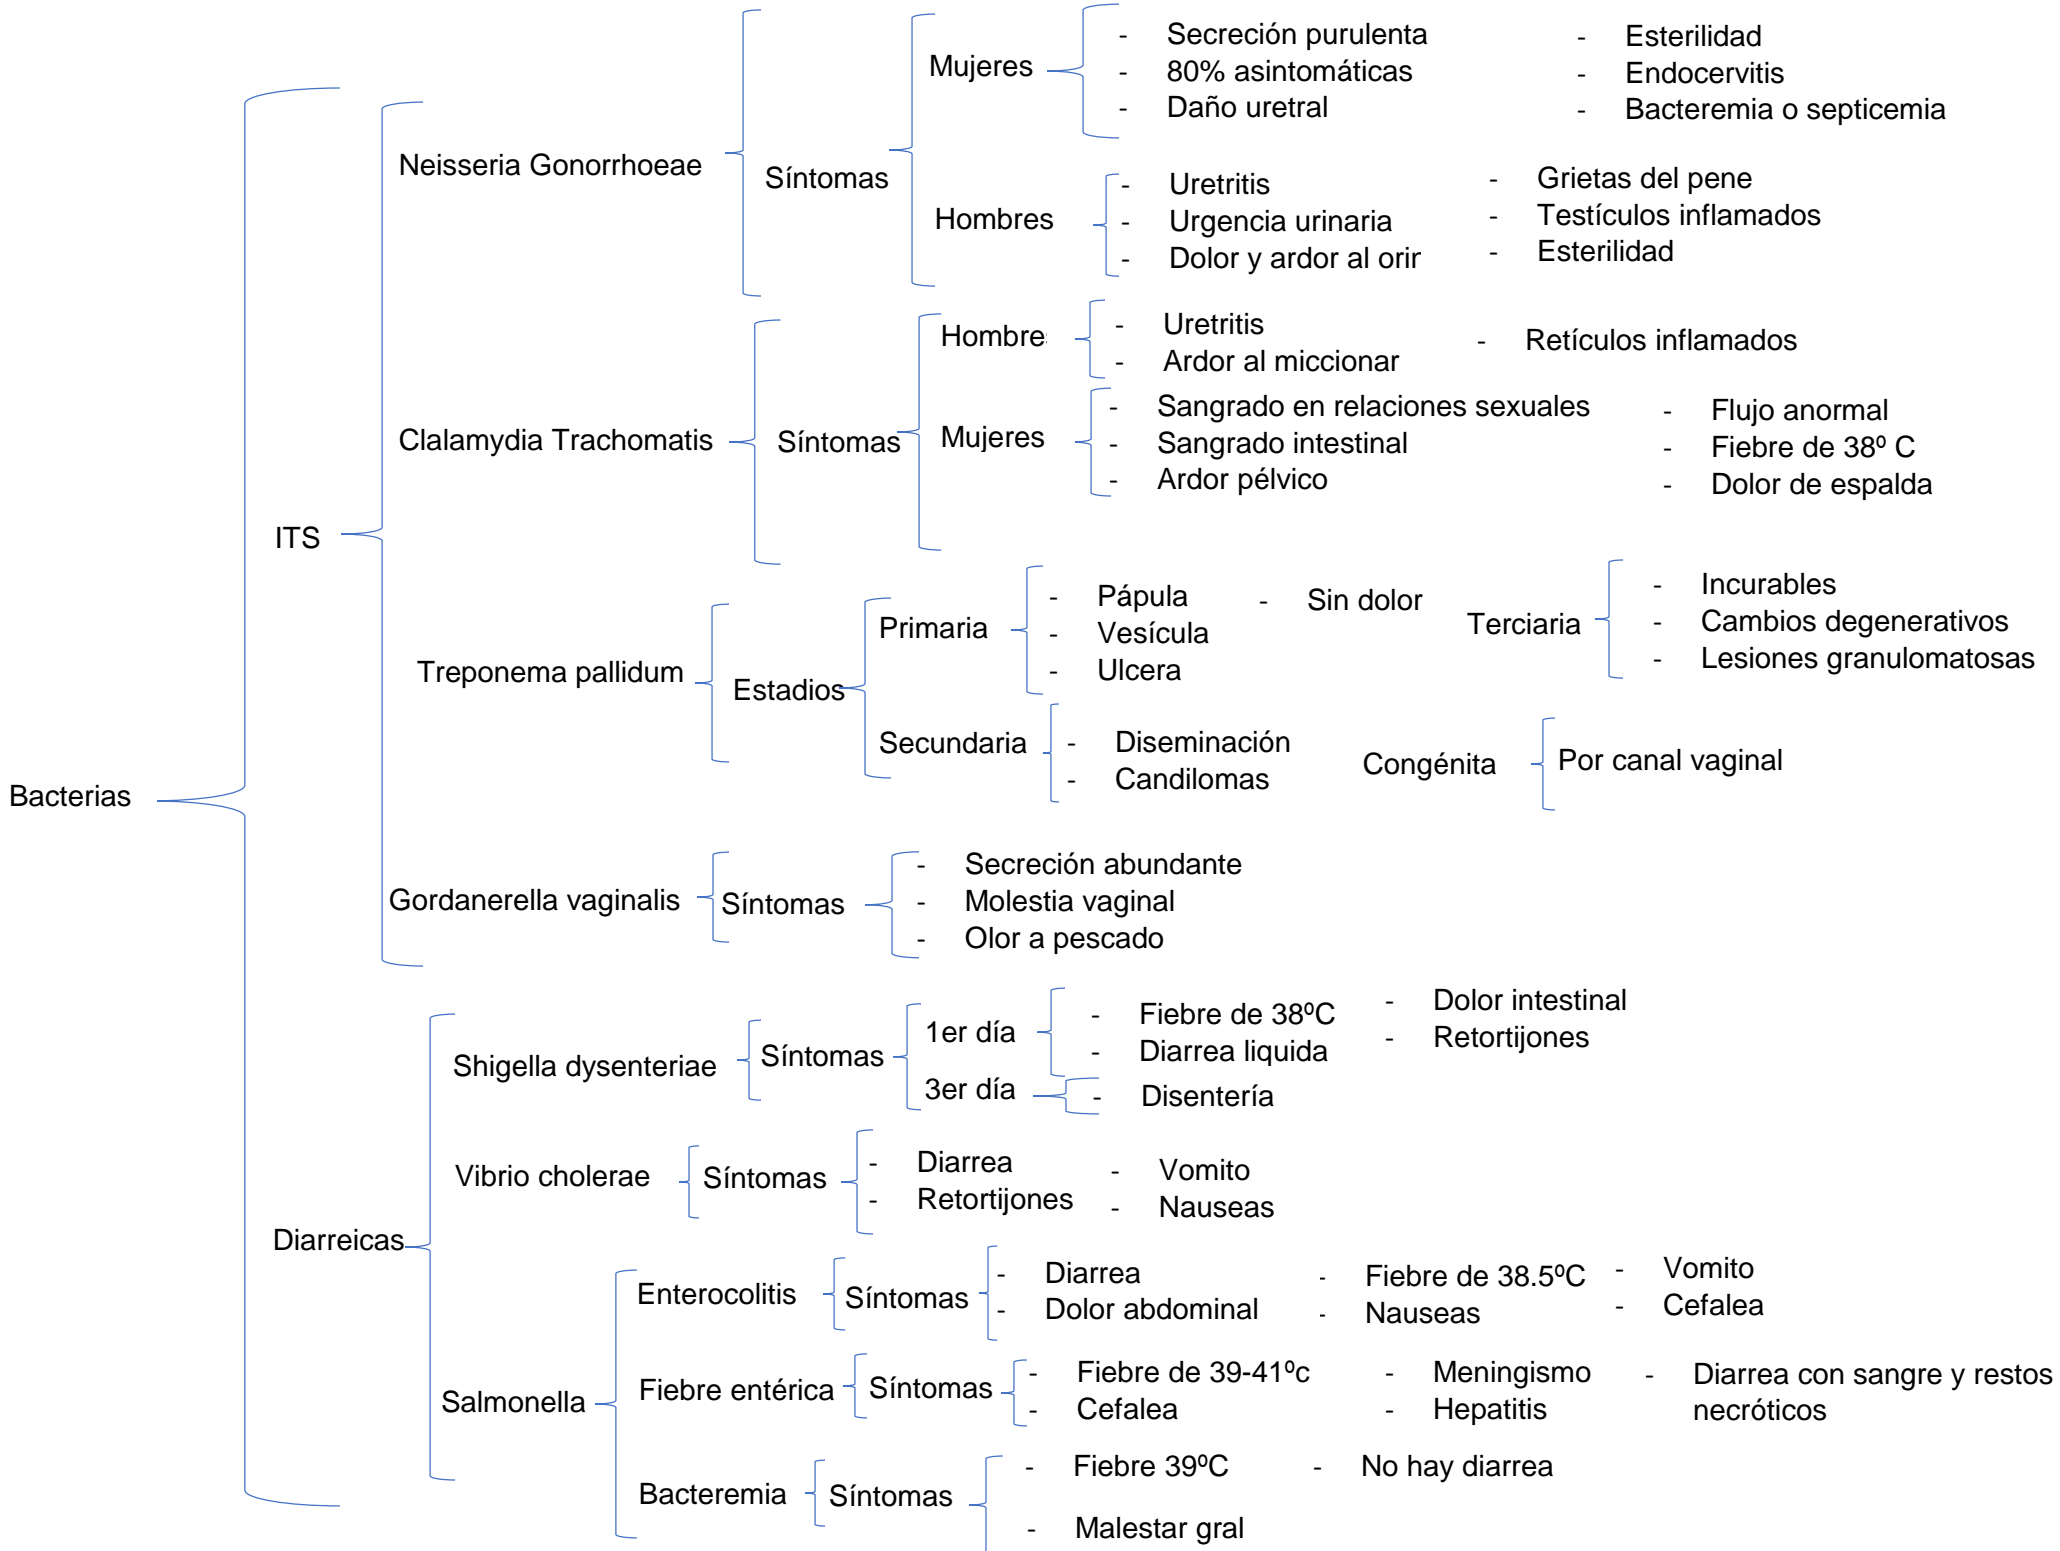 Bacterias
ITS
Neisseria Gonorrhoeae
Síntomas
Mujeres
- Secreción purulenta
- 80% asintomáticas
- Daño uretral
- Esterilidad
- Endocervitis
- Bacteremia o septicemia
Hombres
- Uretritis
- Urgencia urinaria
- Dolor y ardor al orir
- Grietas del pene
- Testículos inflamados
- Esterilidad
Clalamydia Trachomatis
Síntomas
Hombre
- Uretritis
- Ardor al miccionar
- Retículos inflamados
Mujeres
- Sangrado en relaciones sexuales
- Sangrado intestinal
- Ardor pélvico
- Flujo anormal
- Fiebre de 38º C
- Dolor de espalda
Treponema pallidum
Estadios
Primaria
- Pápula
- Vesícula
- Ulcera
- Sin dolor
Secundaria
- Diseminación
- Candilomas
Terciaria
- Incurables
- Cambios degenerativos
- Lesiones granulomatosas
Congénita
Por canal vaginal
Gordanerella vaginalis
Síntomas
- Secreción abundante
- Molestia vaginal
- Olor a pescado
Diarreicas
Shigella dysenteriae
Síntomas
1er día
- Fiebre de 38ºC
- Diarrea liquida
- Dolor intestinal
- Retortijones
3er día
- Disentería
Vibrio cholerae
Síntomas
- Diarrea
- Retortijones
- Vomito
- Nauseas
Salmonella
Enterocolitis
Síntomas
- Diarrea
- Dolor abdominal
- Fiebre de 38.5ºC
- Nauseas
- Vomito
- Cefalea
Fiebre entérica
Síntomas
- Fiebre de 39-41ºc
- Cefalea
- Meningismo
- Hepatitis
- Diarrea con sangre y restos
necróticos
Bacteremia
Síntomas
- Fiebre 39ºC
- No hay diarrea
- Malestar gral